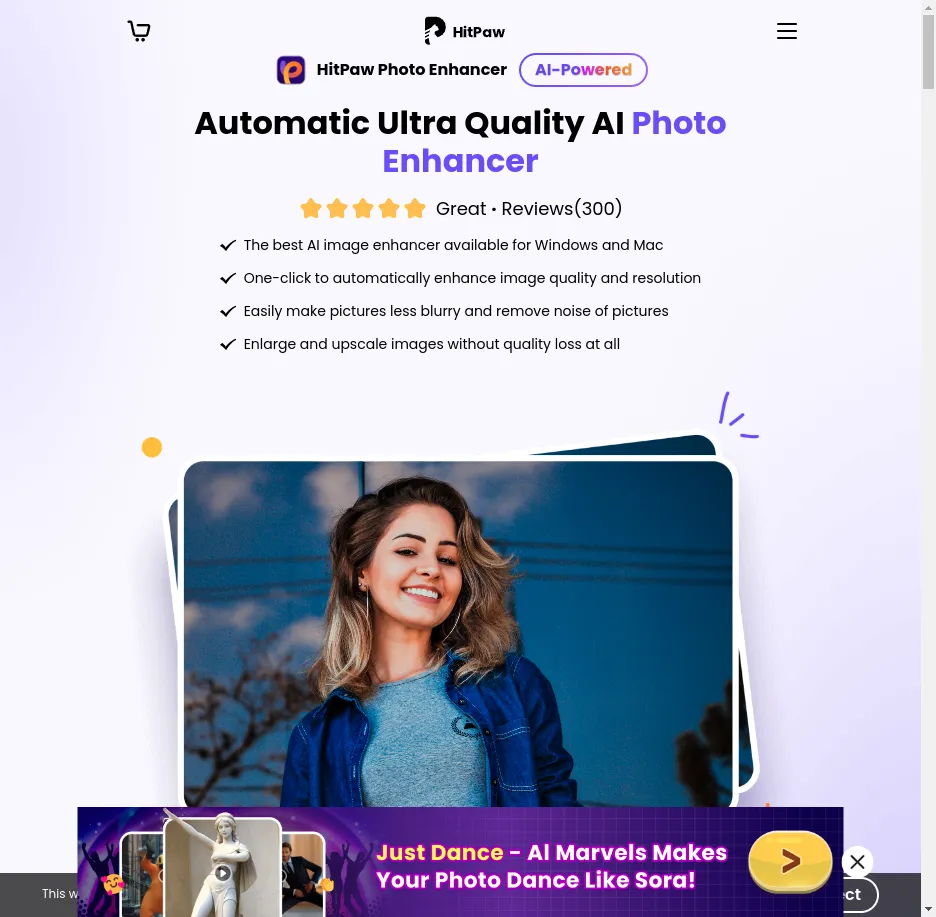 HitPaw
HitPaw Photo Enhancer AI-Powered
Automatic Ultra Quality AI Photo
Enhancer
Great • Reviews(300)
The best AI image enhancer available for Windows and Mac
One-click to automatically enhance image quality and resolution
Easily make pictures less blurry and remove noise of pictures
Enlarge and upscale images without quality loss at all
Just Dance - AI Marvels Makes
Your Photo Dance Like Sora!
This